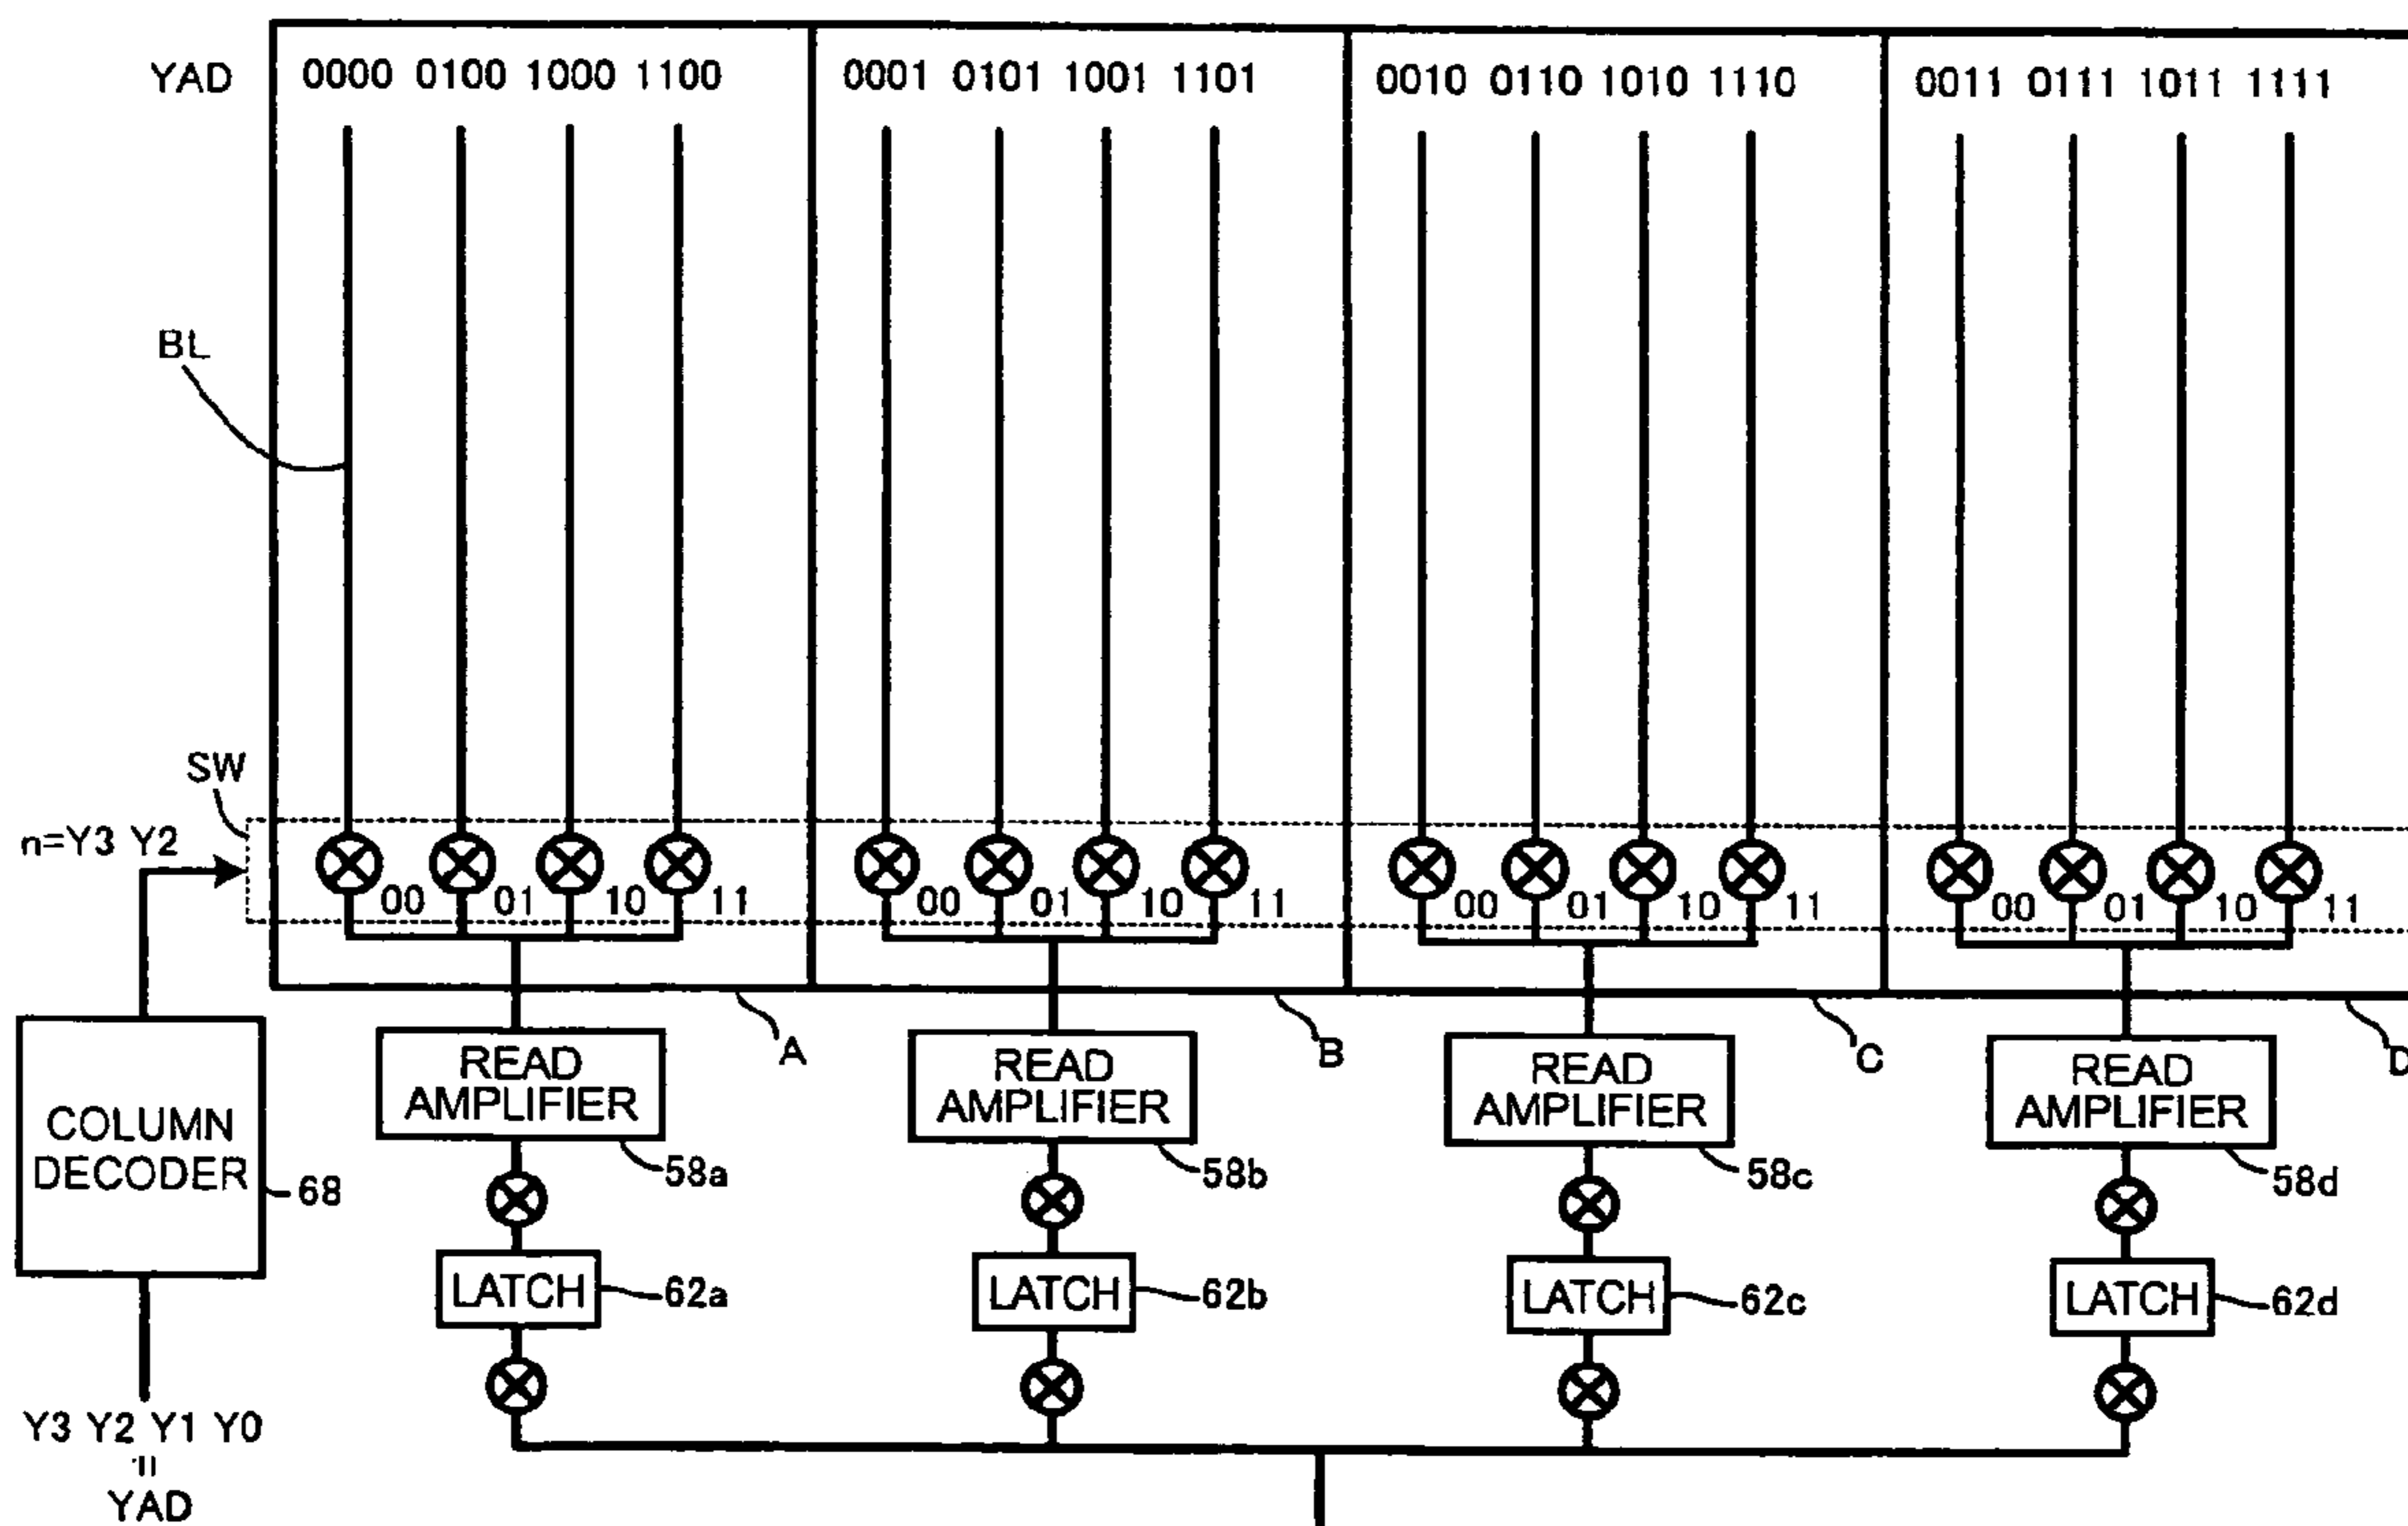 YAD 0000 0100 1000 1100 0001 0101 1001 1101 0010 0110 1010 1110 0011 0111 1011 1111
BL
SW
n=Y3 Y2
00 01 10 11 00 01 10 11 00 01 10 11 00 01 10 11
A B C D
READ AMPLIFIER
58a
READ AMPLIFIER
58b
READ AMPLIFIER
58c
READ AMPLIFIER
58d
COLUMN
DECODER
68
LATCH 62a
LATCH 62b
LATCH 62c
LATCH 62d
Y3 Y2 Y1 Y0
=
YAD